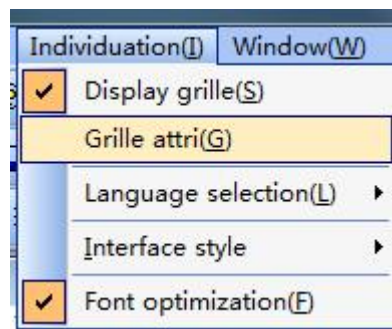 Individuation(I) Window(W)
Display grille(S)
Grille attri(G)
Language selection(L)
Interface style
Font optimization(F)